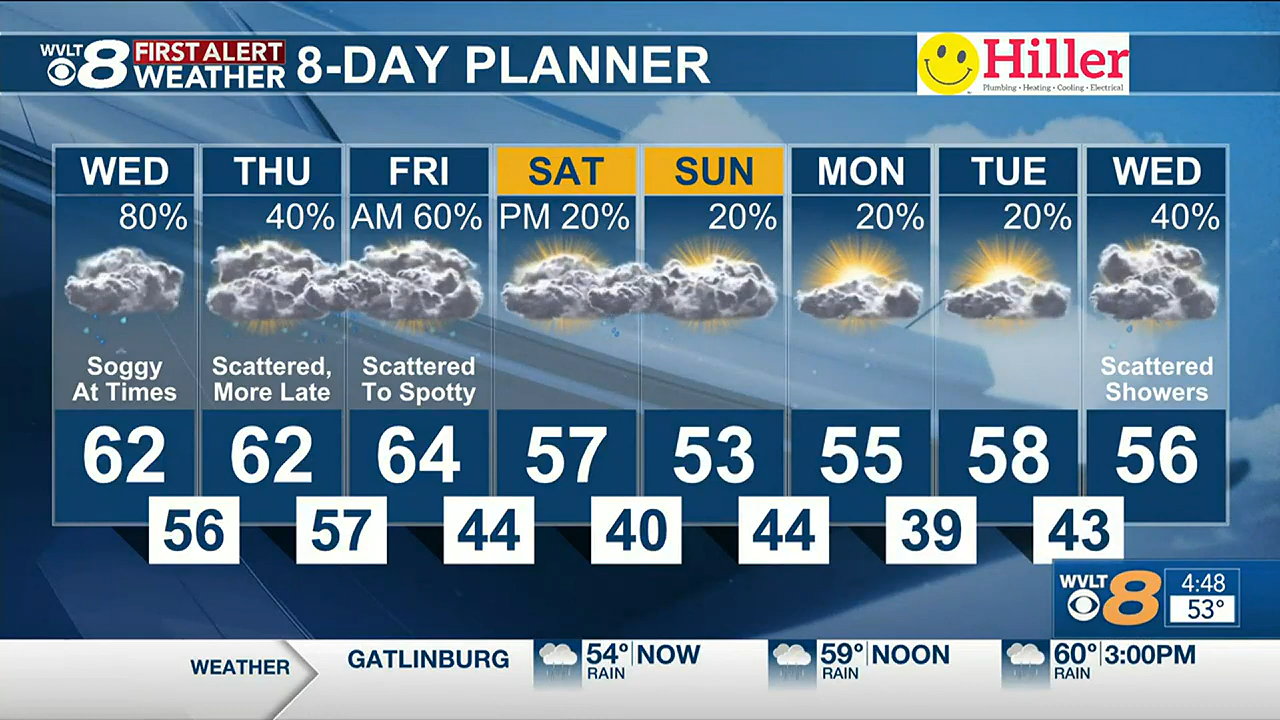 WVLT 8 FIRST ALERT WEATHER 8-DAY PLANNER
Hiller
Plumbing • Heating • Cooling • Electrical
WED THU FRI SAT SUN MON TUE WED
80% 40% AM 60% PM 20% 20% 20% 20% 40%
Soggy At Times
Scattered, More Late
Scattered To Spotty
Scattered Showers
62 62 64 57 53 55 58 56
56 57 44 40 44 39 43
WVLT 8 4:48
53°
WEATHER GATLINBURG 54° NOW 59° NOON 60° 3:00PM
RAIN RAIN RAIN